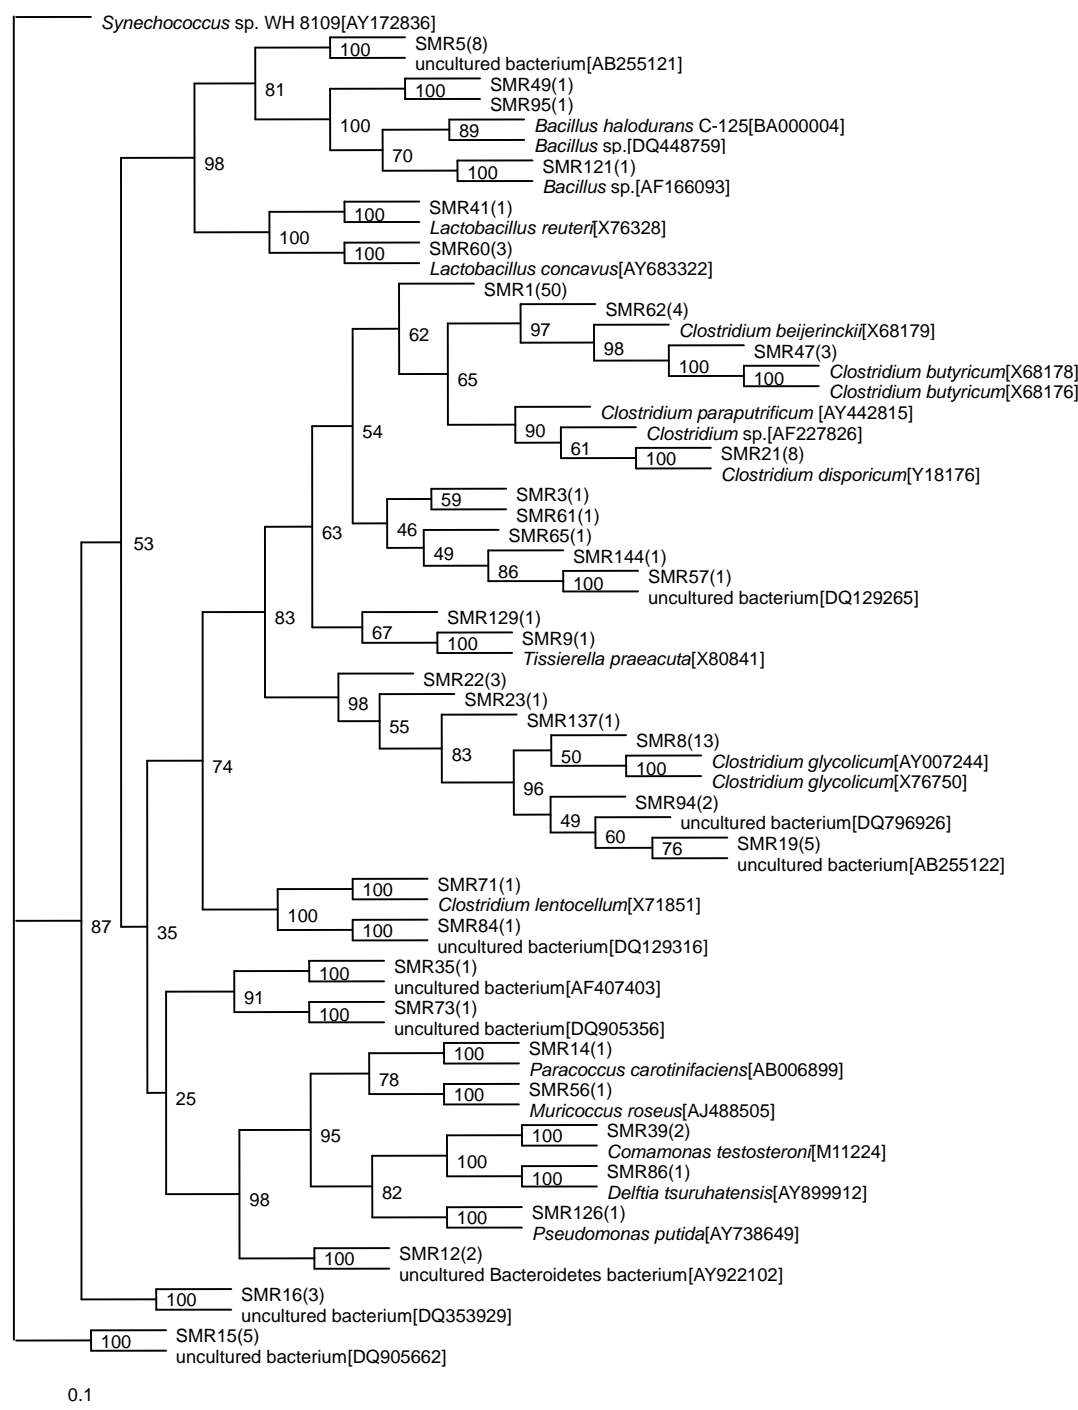 Synechococcus sp. WH 8109[AY172836]
SMR5(8)
100
uncultured bacterium[AB255121]
81
SMR49(1)
100
SMR95(1)
100
Bacillus halodurans C-125[BA000004]
89
Bacillus sp.[DQ448759]
70
SMR121(1)
100
Bacillus sp.[AF166093]
98
SMR41(1)
100
Lactobacillus reuteri[X76328]
100
SMR60(3)
100
Lactobacillus concavus[AY683322]
SMR1(50)
62
SMR62(4)
97
Clostridium beijerinckii[X68179]
98
SMR47(3)
100
Clostridium butyricum[X68178]
100
Clostridium butyricum[X68176]
65
Clostridium paraputrificum [AY442815]
90
Clostridium sp.[AF227826]
61
SMR21(8)
100
Clostridium disporicum[Y18176]
54
SMR3(1)
59
SMR61(1)
46
SMR65(1)
49
SMR144(1)
86
SMR57(1)
100
uncultured bacterium[DQ129265]
63
53
83
SMR129(1)
67
SMR9(1)
100
Tissierella praeacuta[X80841]
SMR22(3)
98
SMR23(1)
55
SMR137(1)
83
SMR8(13)
50
Clostridium glycolicum[AY007244]
100
Clostridium glycolicum[X76750]
74
96
SMR94(2)
49
uncultured bacterium[DQ796926]
60
SMR19(5)
76
uncultured bacterium[AB255122]
SMR71(1)
100
Clostridium lentocellum[X71851]
100
SMR84(1)
100
uncultured bacterium[DQ129316]
87
35
SMR35(1)
100
uncultured bacterium[AF407403]
91
SMR73(1)
100
uncultured bacterium[DQ905356]
25
SMR14(1)
100
Paracoccus carotinifaciens[AB006899]
78
SMR56(1)
100
Muricoccus roseus[AJ488505]
95
SMR39(2)
100
Comamonas testosteroni[M11224]
100
SMR86(1)
100
Delftia tsuruhatensis[AY899912]
82
98
SMR126(1)
100
Pseudomonas putida[AY738649]
SMR12(2)
100
uncultured Bacteroidetes bacterium[AY922102]
SMR16(3)
100
uncultured bacterium[DQ353929]
SMR15(5)
100
uncultured bacterium[DQ905662]
0.1